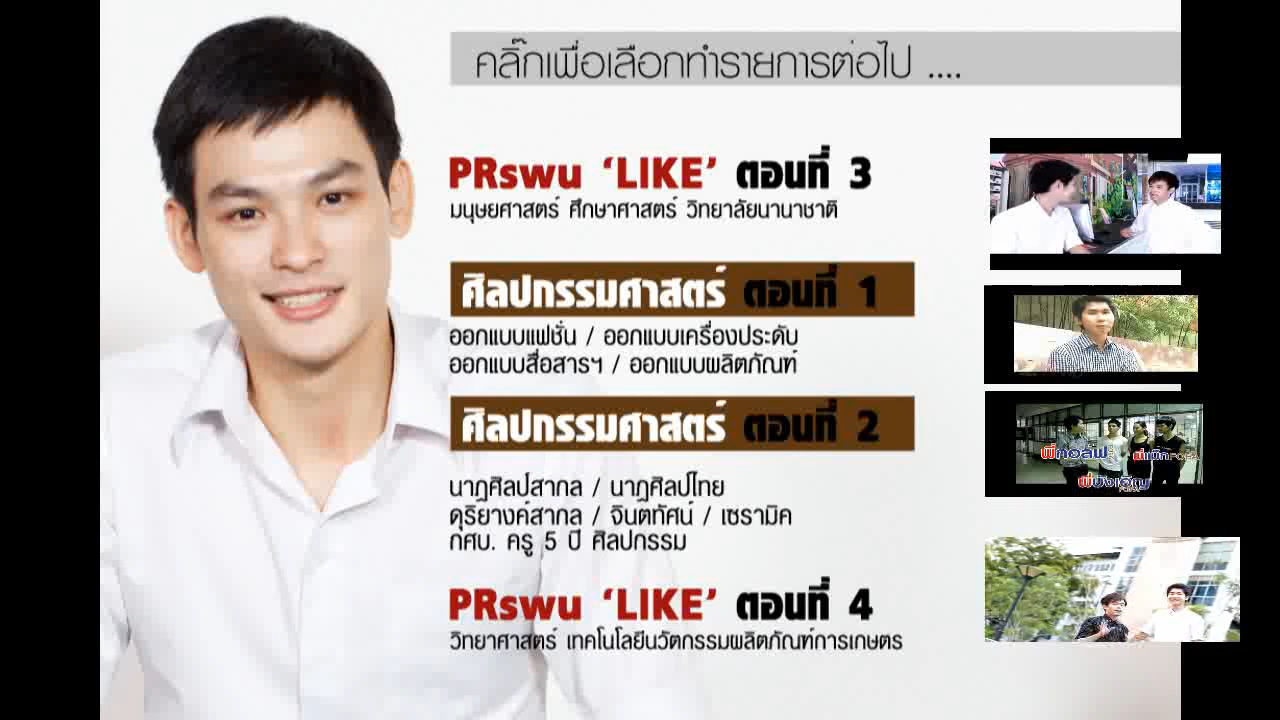 คลิ๊กเพื่อเลือกทำรายการต่อไป ....
PRswu ‘LIKE’ ตอนที่ 3
มนุษยศาสตร์ ศึกษาศาสตร์ วิทยาลัยนานาชาติ
ศิลปกรรมศาสตร์ ตอนที่ 1
ออกแบบแฟชั่น / ออกแบบเครื่องประดับ
ออกแบบสื่อสารฯ / ออกแบบผลิตภัณฑ์
ศิลปกรรมศาสตร์ ตอนที่ 2
นาฏศิลป์สากล / นาฏศิลป์ไทย
ดุริยางค์สากล / จินตทัศน์ / เซรามิค
กศบ. ครู 5 ปี ศิลปกรรม
PRswu ‘LIKE’ ตอนที่ 4
วิทยาศาสตร์ เทคโนโลยีนวัตกรรมผลิตภัณฑ์การเกษตร
พี่กอล์ฟ
พี่บังเอิญ